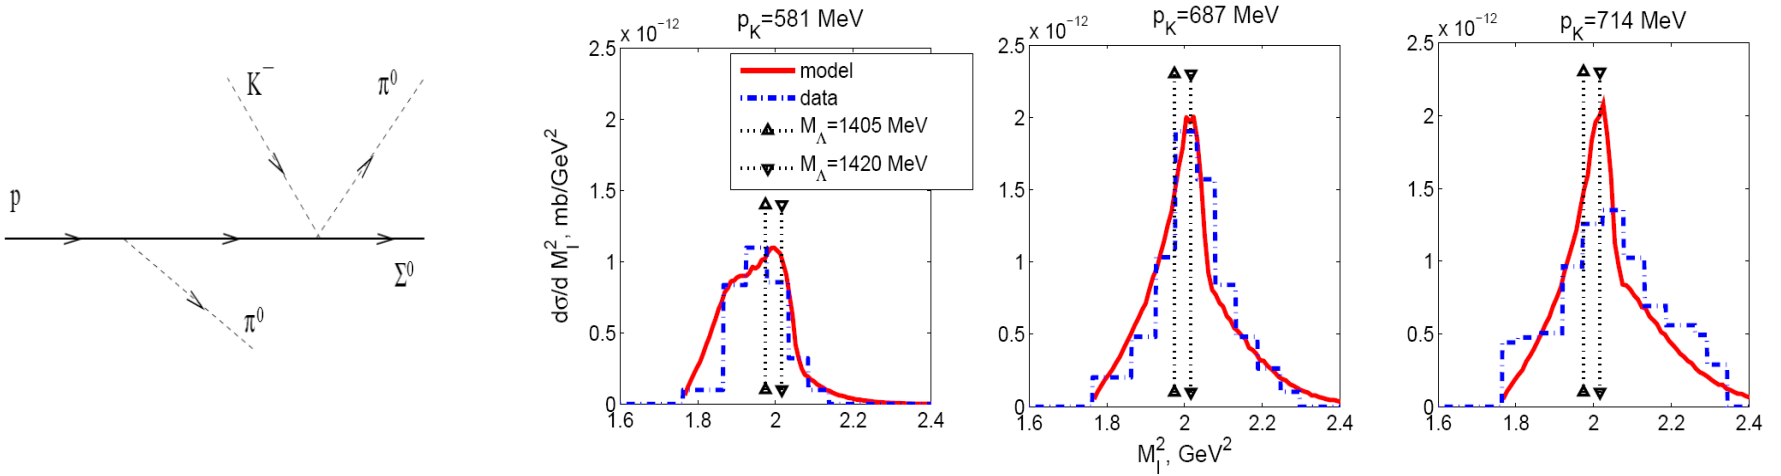 K⁻
π⁰
p
Σ⁰
π⁰
p_K=581 MeV
x 10⁻¹²
2.5
2
1.5
1
0.5
0
1.6
1.8
2
2.2
2.4
dσ/d M_I², mb/GeV²
model
data
M_Λ=1405 MeV
M_Λ=1420 MeV
p_K=687 MeV
x 10⁻¹²
2.5
2
1.5
1
0.5
0
1.6
1.8
2
2.2
2.4
M_I², GeV²
p_K=714 MeV
x 10⁻¹²
2.5
2
1.5
1
0.5
0
1.6
1.8
2
2.2
2.4